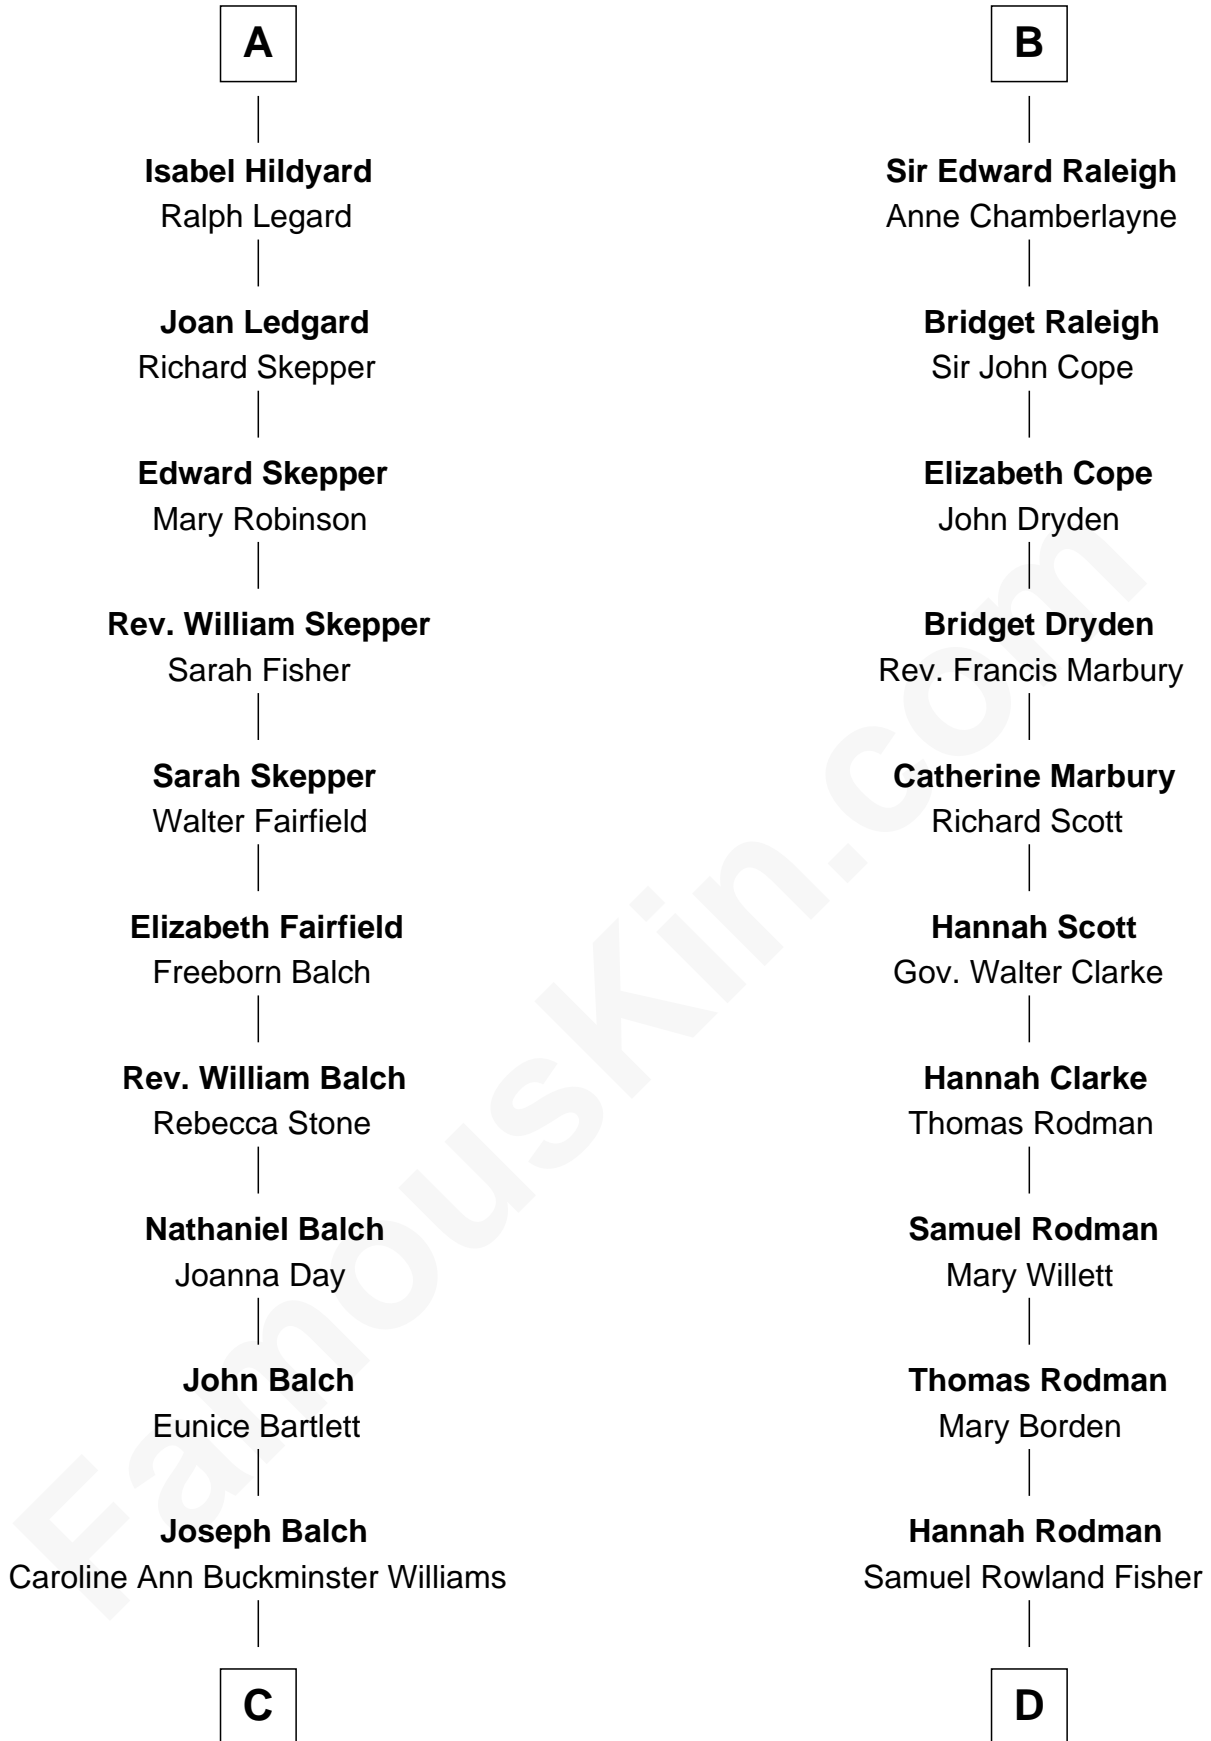 A
Isabel Hildyard
Ralph Legard
Joan Ledgard
Richard Skepper
Edward Skepper
Mary Robinson
Rev. William Skepper
Sarah Fisher
Sarah Skepper
Walter Fairfield
Elizabeth Fairfield
Freeborn Balch
Rev. William Balch
Rebecca Stone
Nathaniel Balch
Joanna Day
John Balch
Eunice Bartlett
Joseph Balch
Caroline Ann Buckminster Williams
C
B
Sir Edward Raleigh
Anne Chamberlayne
Bridget Raleigh
Sir John Cope
Elizabeth Cope
John Dryden
Bridget Dryden
Rev. Francis Marbury
Catherine Marbury
Richard Scott
Hannah Scott
Gov. Walter Clarke
Hannah Clarke
Thomas Rodman
Samuel Rodman
Mary Willett
Thomas Rodman
Mary Borden
Hannah Rodman
Samuel Rowland Fisher
D
FamousKin.com